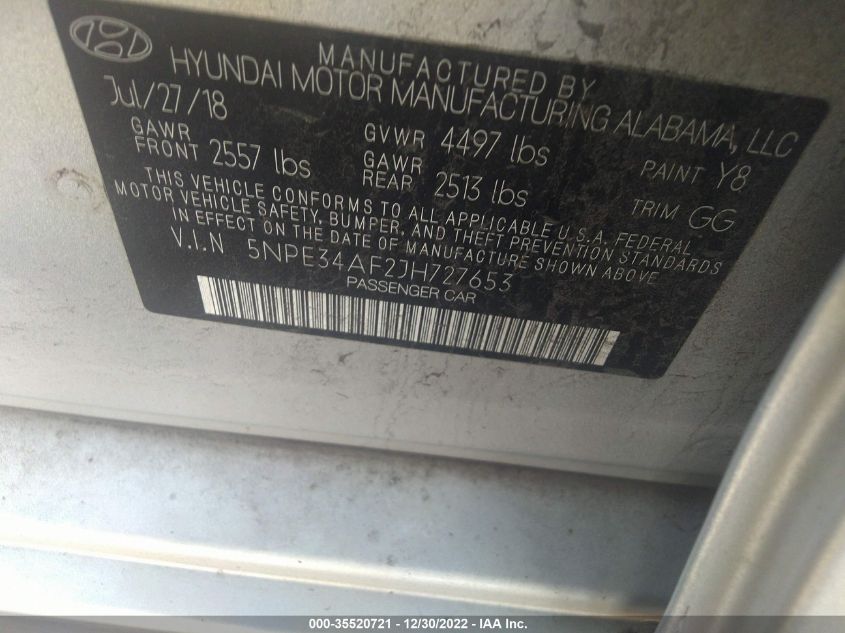 MANUFACTURED BY
HYUNDAI MOTOR MANUFACTURING ALABAMA, LLC
Jul/27/18
GAWR FRONT 2557 lbs
GVWR 4497 lbs
GAWR REAR 2513 lbs
PAINT Y8
TRIM GG
THIS VEHICLE CONFORMS TO ALL APPLICABLE U.S.A. FEDERAL
MOTOR VEHICLE SAFETY, BUMPER, AND THEFT PREVENTION STANDARDS
IN EFFECT ON THE DATE OF MANUFACTURE SHOWN ABOVE
V.I.N 5NPE34AF2JH727653
PASSENGER CAR
000-35520721 - 12/30/2022 - IAA Inc.